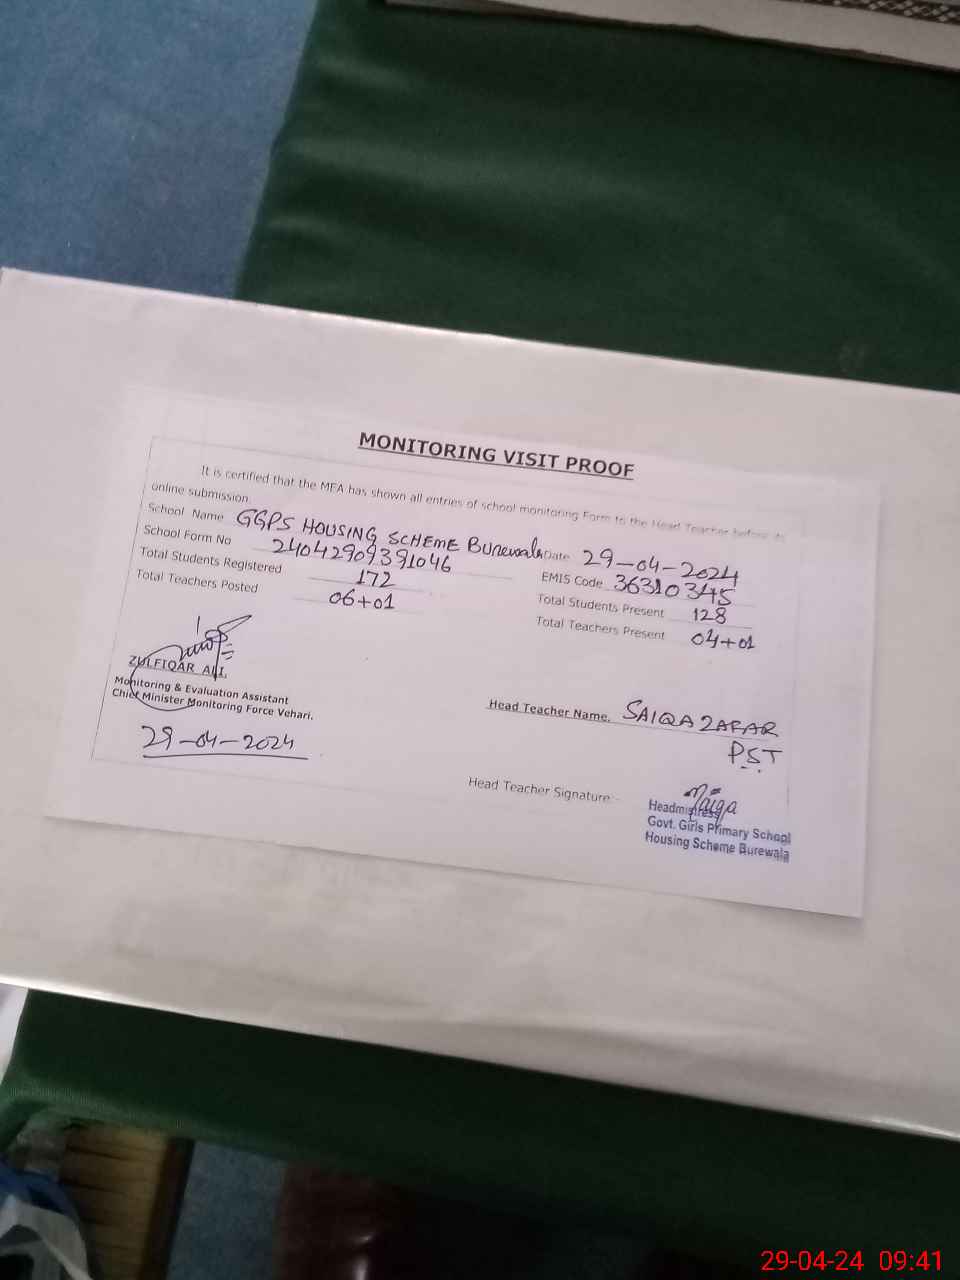 MONITORING VISIT PROOF
It is certified that the MEA has shown all entries of school monitoring Form to the Head Teacher before its
online submission
School Name GGPS HOUSING SCHEME Burewala Date 29-04-2024
School Form No 24042909391046 EMIS Code 36310345
Total Students Registered 172 Total Students Present 128
Total Teachers Posted 06+01 Total Teachers Present 04+01
ZULFIQAR ALI.
Monitoring & Evaluation Assistant
Chief Minister Monitoring Force Vehari.
29-04-2024
Head Teacher Name. SAIQA ZAFAR
PST
Head Teacher Signature:-
Headmistress
Govt. Girls Primary School
Housing Scheme Burewala
29-04-24 09:41